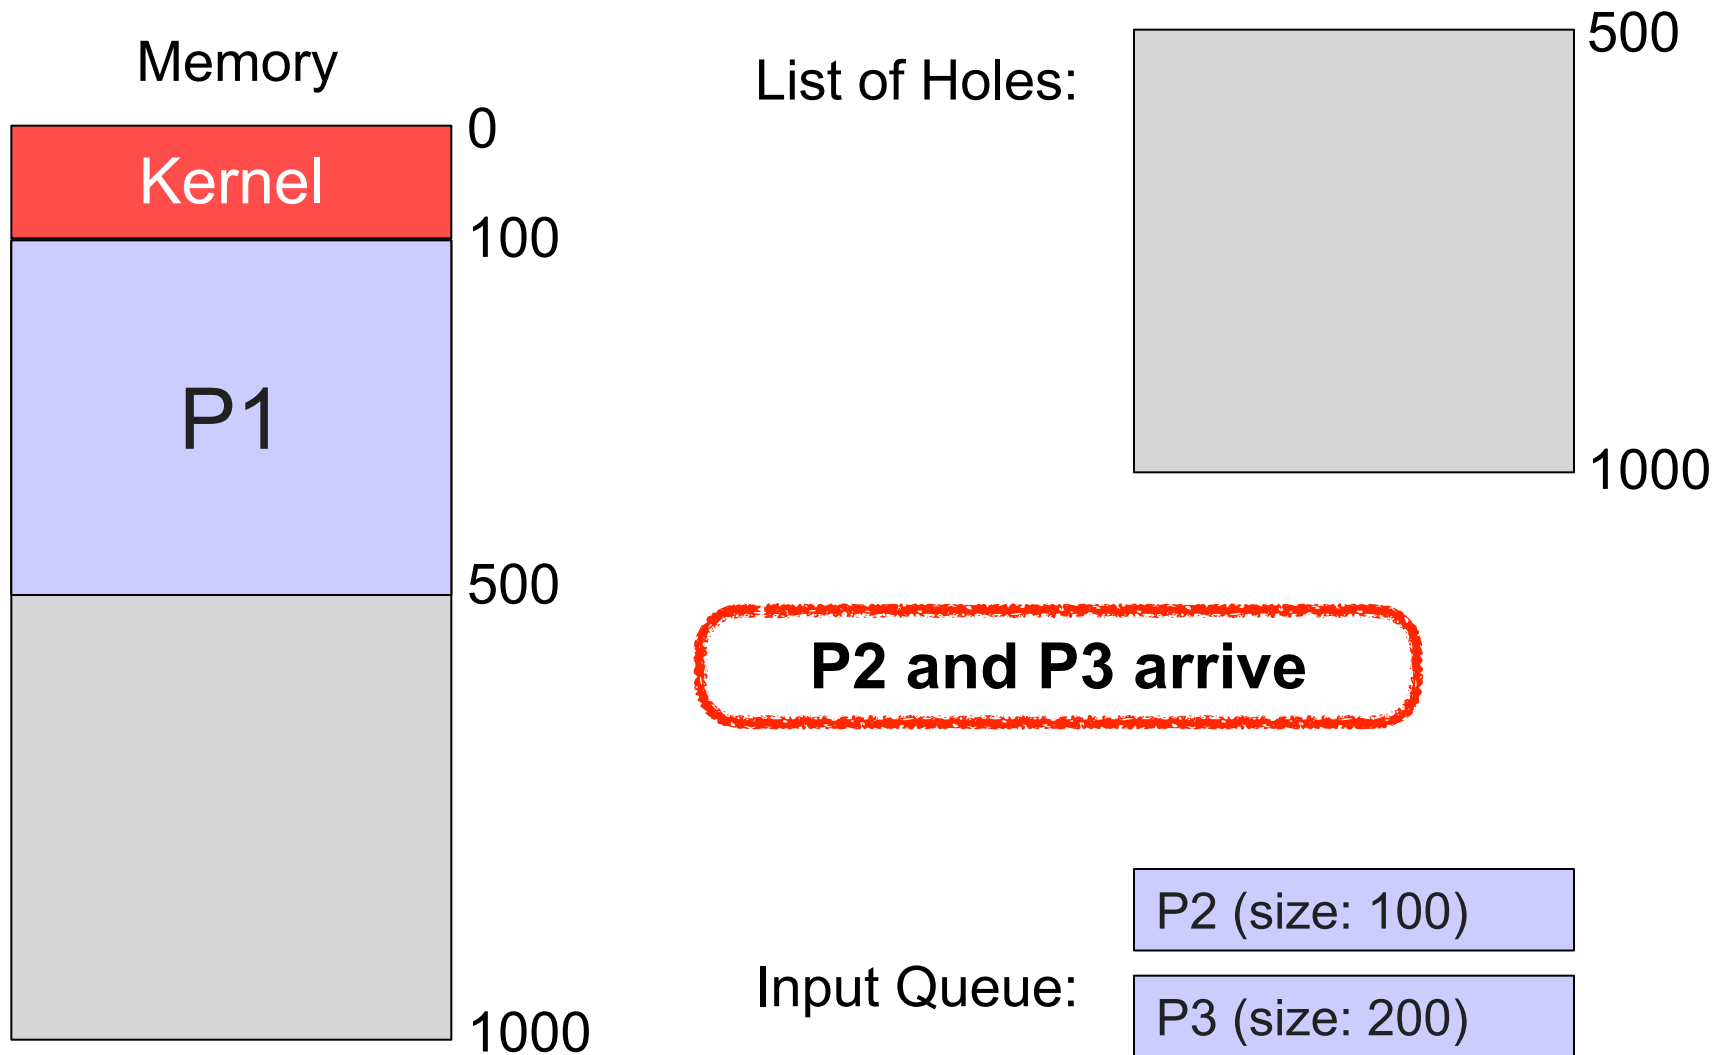 Memory
0
Kernel
100
P1
500
1000
List of Holes:
500
1000
P2 and P3 arrive
Input Queue:
P2 (size: 100)
P3 (size: 200)